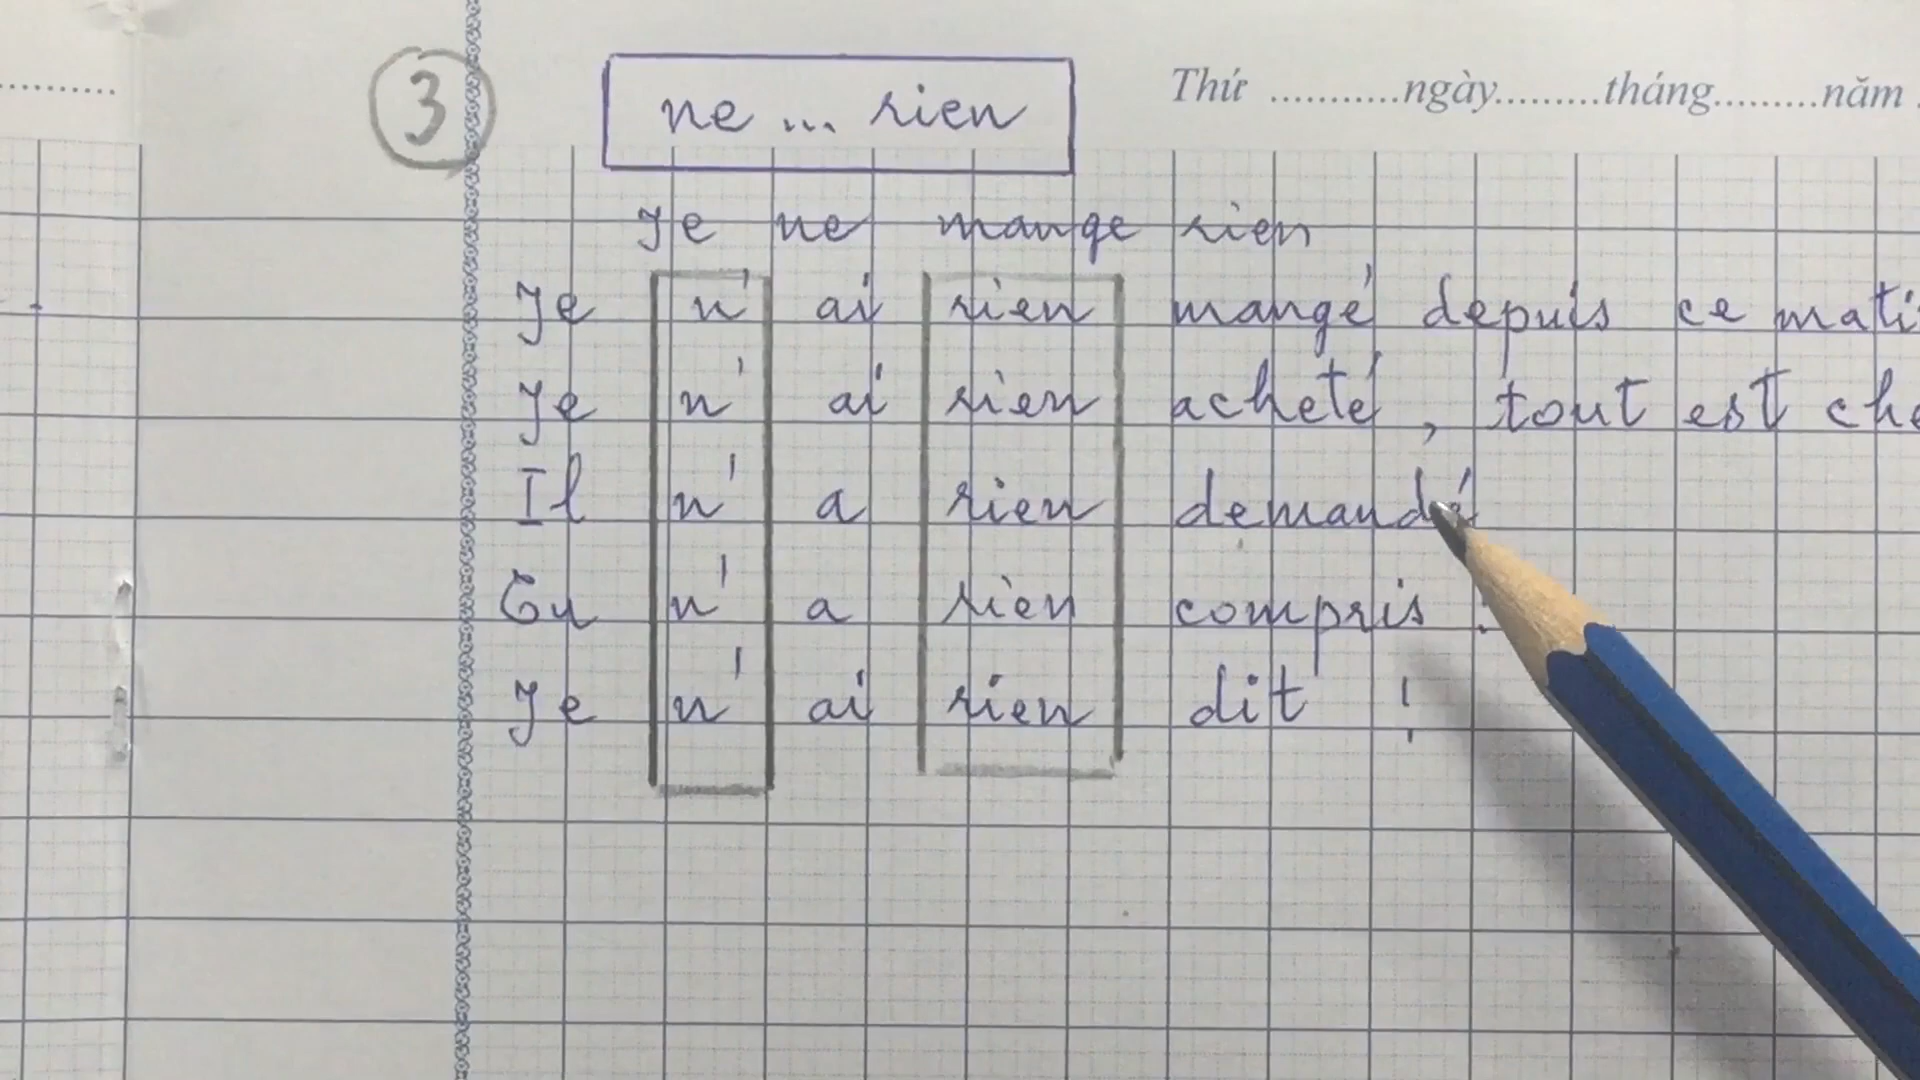 3
ne ... rien
Thứ ...........ngày.........tháng.........năm
Je ne mange rien
Je n' ai rien mangé depuis ce
Je n' ai rien acheté, tout est
Il n' a rien demandé
Tu n' a rien compris !
Je n' ai rien dit !